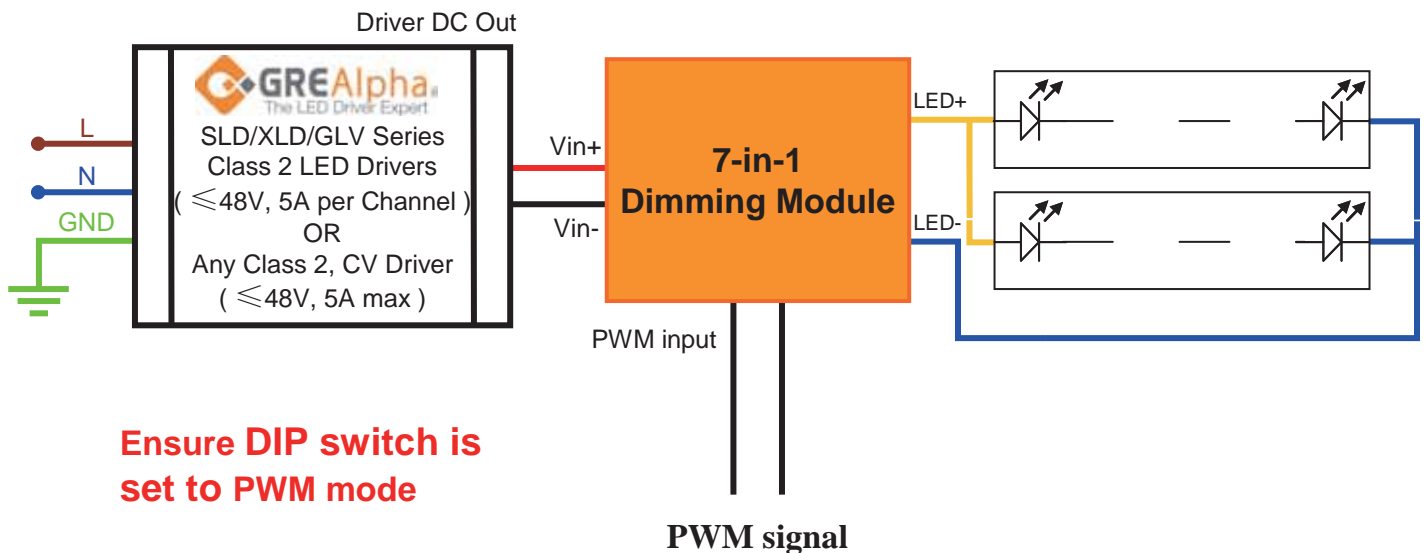 Driver DC Out
GREAlpha®
The LED Driver Expert
SLD/XLD/GLV Series
Class 2 LED Drivers
( ≤48V, 5A per Channel )
OR
Any Class 2, CV Driver
( ≤48V, 5A max )
L
N
GND
Vin+
Vin-
7-in-1
Dimming Module
LED+
LED-
PWM input
Ensure DIP switch is
set to PWM mode
PWM signal